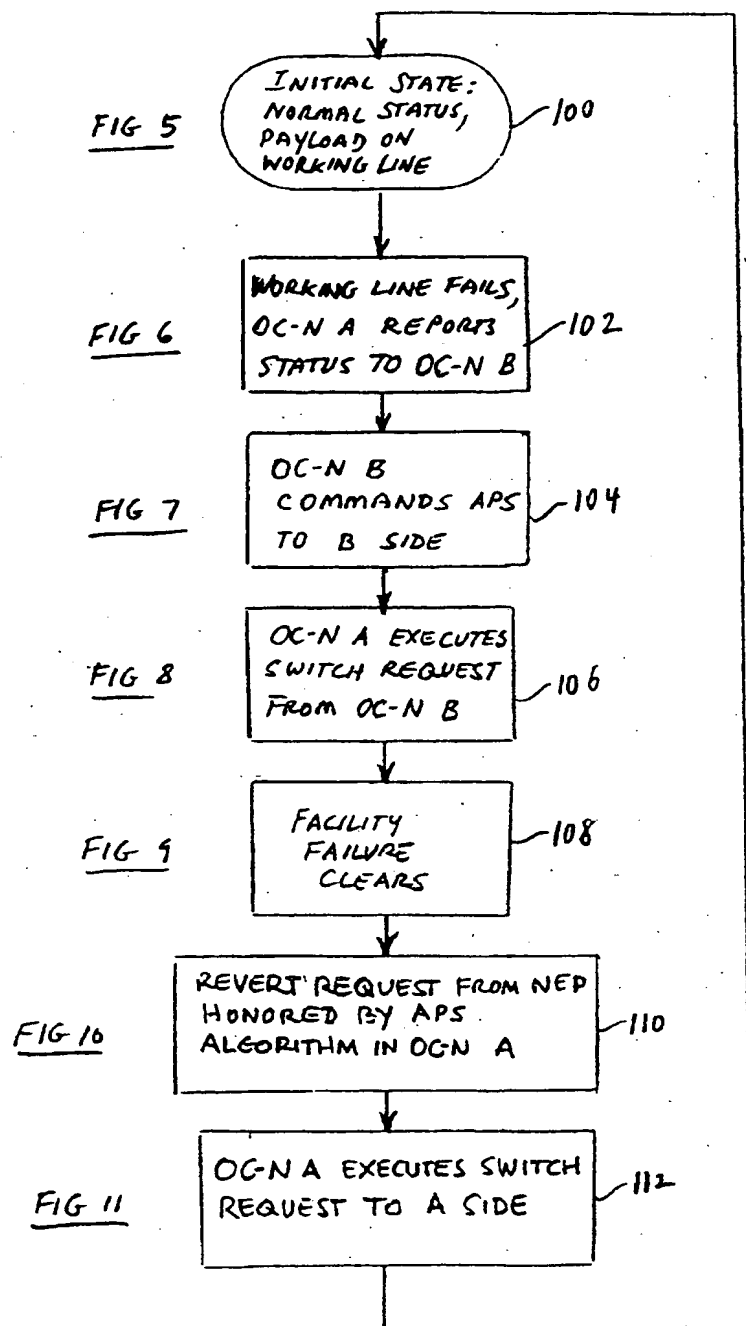 INITIAL STATE:
NORMAL STATUS,
PAYLOAD ON
WORKING LINE
100
FIG 5
WORKING LINE FAILS,
OC-N A REPORTS
STATUS TO OC-N B
102
FIG 6
OC-N B
COMMANDS APS
TO B SIDE
104
FIG 7
OC-N A EXECUTES
SWITCH REQUEST
FROM OC-N B
106
FIG 8
FACILITY
FAILURE
CLEARS
108
FIG 9
REVERT REQUEST FROM NEP
HONORED BY APS
ALGORITHM IN OC-N A
110
FIG 10
OC-N A EXECUTES SWITCH
REQUEST TO A SIDE
112
FIG 11